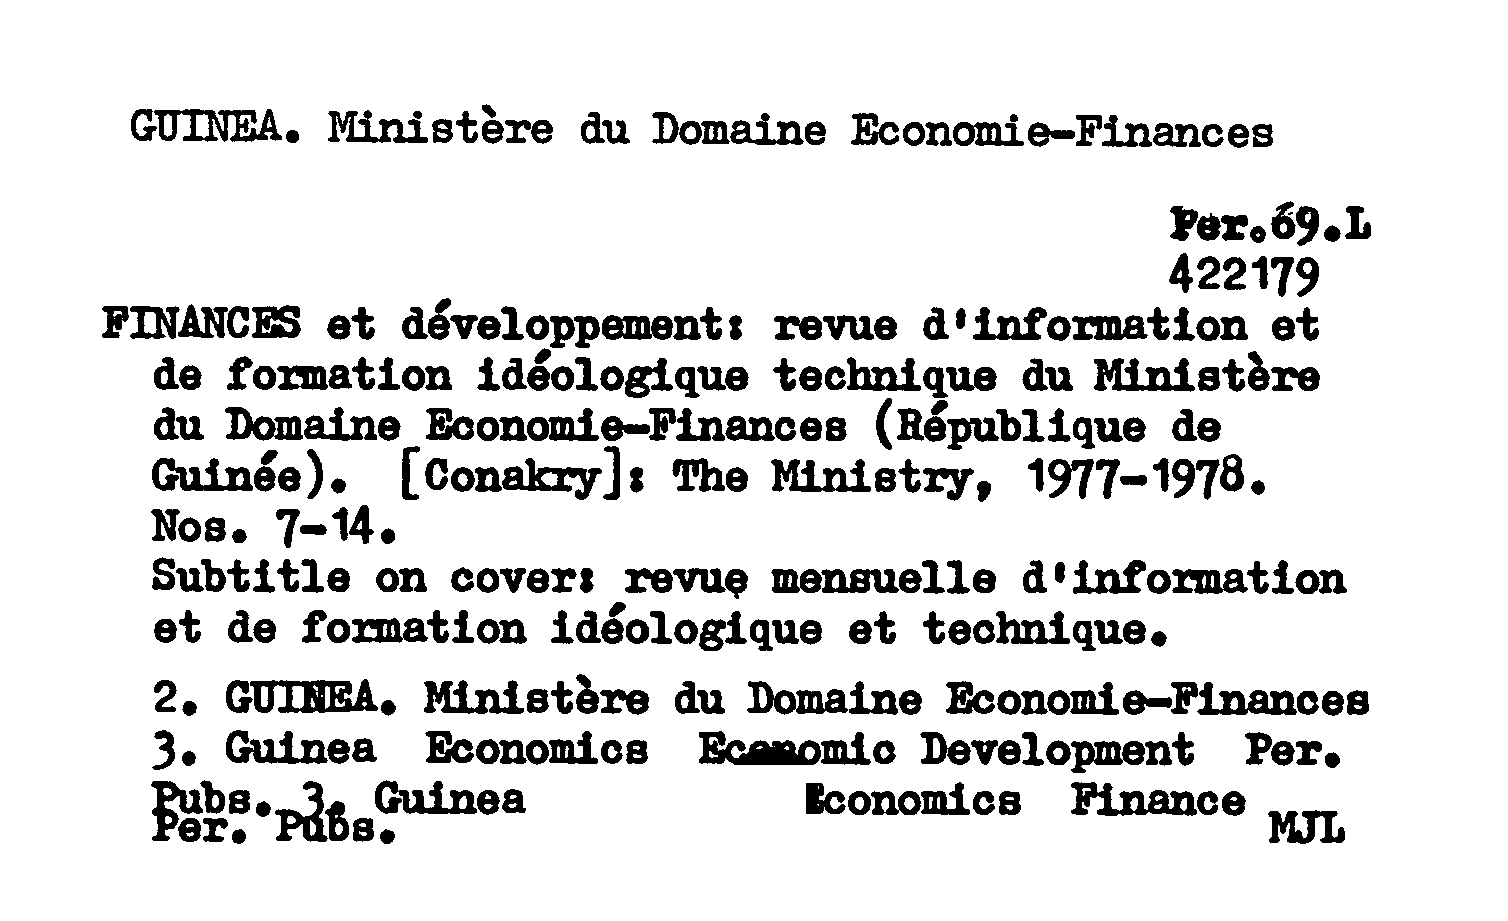 GUINEA. Ministère du Domaine Economie-Finances
Per.69.L
422179
FINANCES et développement: revue d'information et
de formation idéologique technique du Ministère
du Domaine Economie-Finances (République de
Guinée). [Conakry]: The Ministry, 1977-1978.
Nos. 7-14.
Subtitle on cover: revue mensuelle d'information
et de formation idéologique et technique.
2. GUINEA. Ministère du Domaine Economie-Finances
3. Guinea Economics Economic Development Per.
Pubs. 3. Guinea Economics Finance
Per. Pubs.
MJL